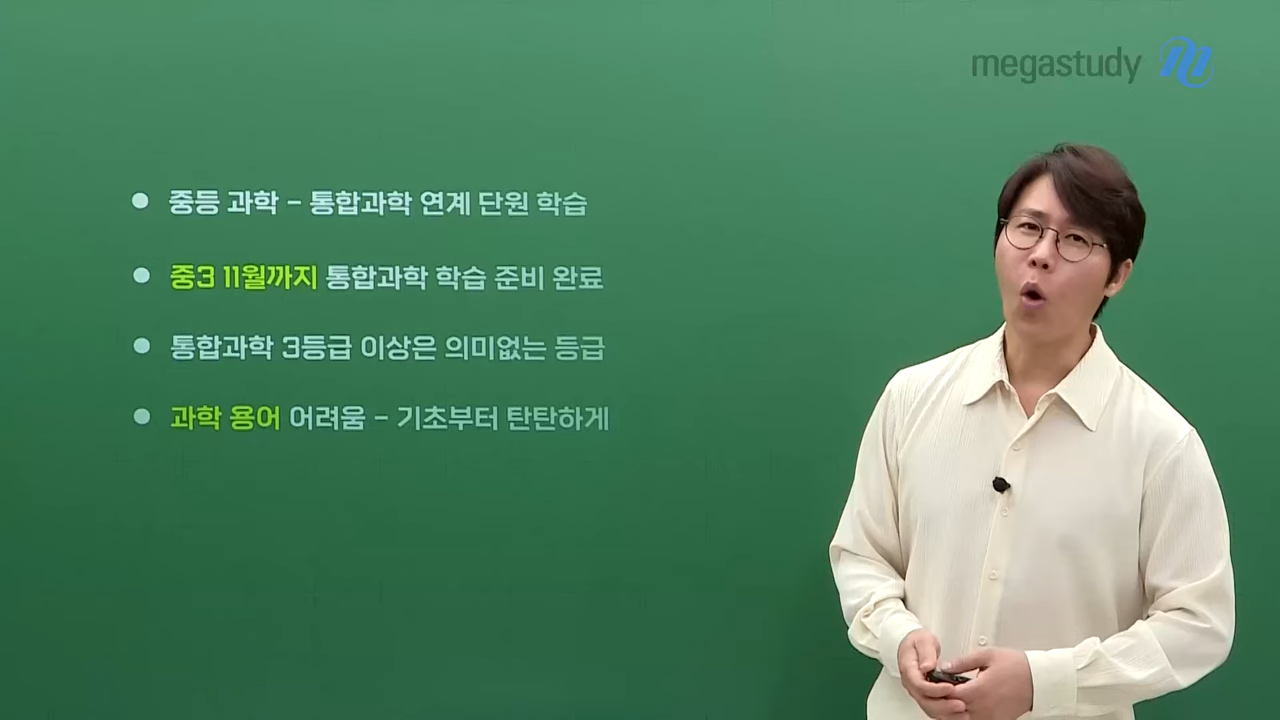 megastudy
중등 과학 - 통합과학 연계 단원 학습
중3 11월까지 통합과학 학습 준비 완료
통합과학 3등급 이상은 의미없는 등급
과학 용어 어려움 - 기초부터 탄탄하게